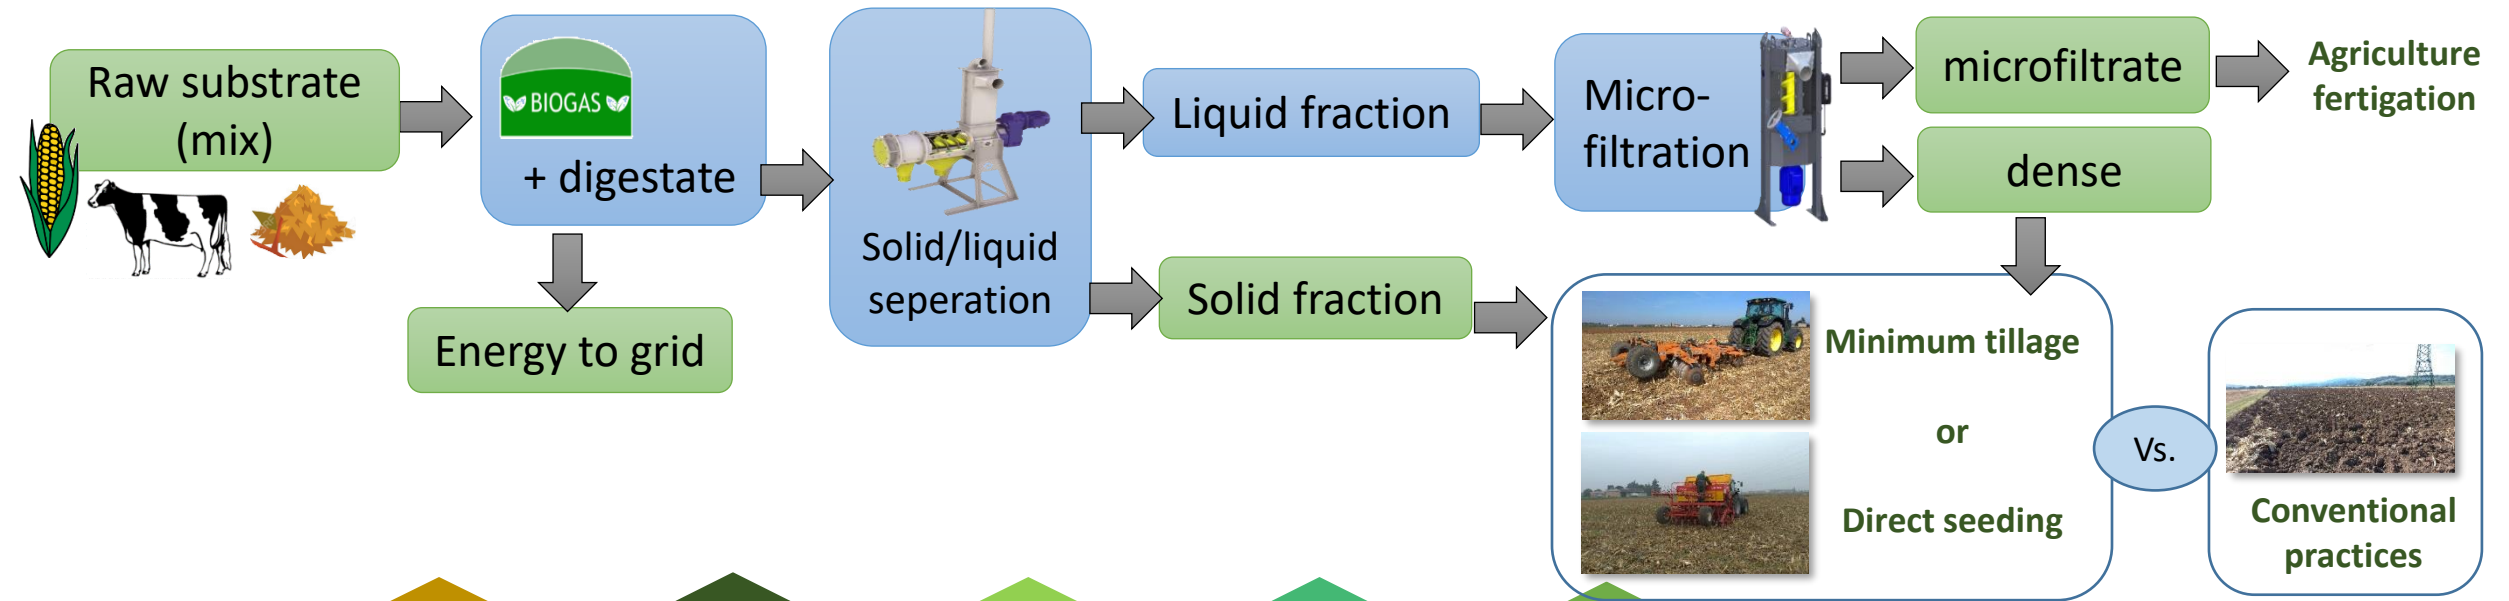 Raw substrate
(mix)
BIOGAS
+ digestate
Energy to grid
Solid/liquid
seperation
Liquid fraction
Solid fraction
Micro-
filtration
microfiltrate
dense
Agriculture
fertigation
Minimum tillage
or
Direct seeding
Vs.
Conventional
practices